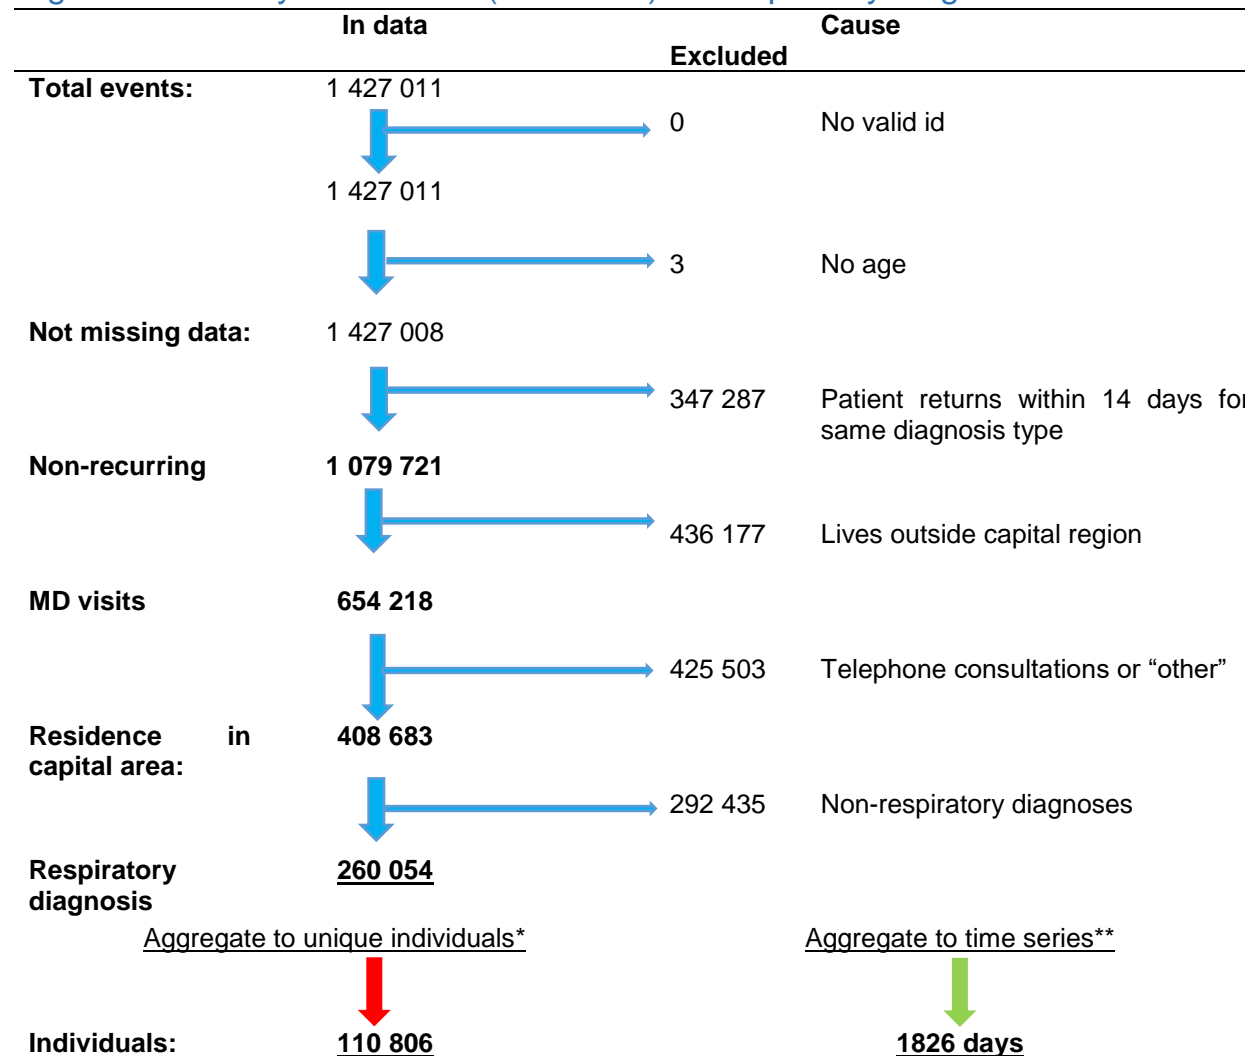 In data
Cause
Excluded
Total events:
1 427 011
0
No valid id
1 427 011
3
No age
Not missing data:
1 427 008
347 287
Patient returns within 14 days for
same diagnosis type
Non-recurring
1 079 721
436 177
Lives outside capital region
MD visits
654 218
425 503
Telephone consultations or “other”
Residence in
408 683
capital area:
292 435
Non-respiratory diagnoses
Respiratory
260 054
diagnosis
Aggregate to unique individuals*
Aggregate to time series**
Individuals:
110 806
1826 days